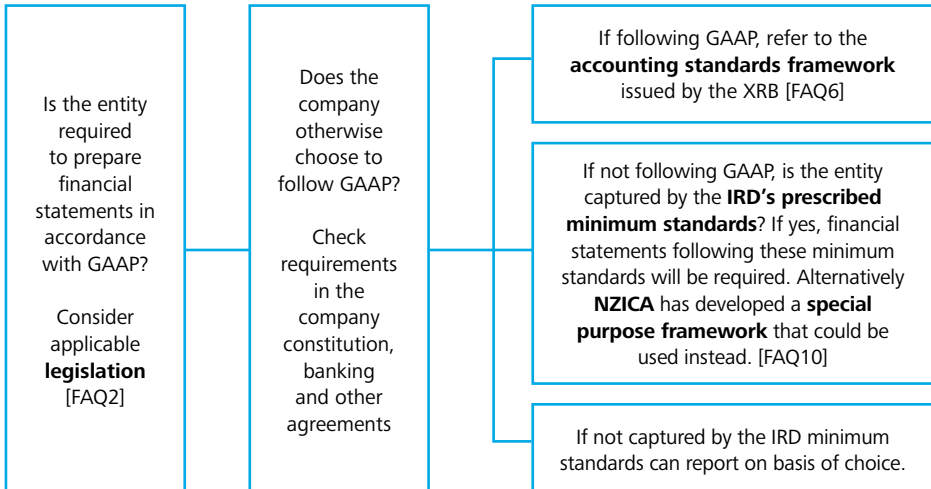 Is the entity
required
to prepare
financial
statements in
accordance
with GAAP?
Consider
applicable
legislation
[FAQ2]
Does the
company
otherwise
choose to
follow GAAP?
Check
requirements
in the
company
constitution,
banking
and other
agreements
If following GAAP, refer to the
accounting standards framework
issued by the XRB [FAQ6]
If not following GAAP, is the entity
captured by the IRD’s prescribed
minimum standards? If yes, financial
statements following these minimum
standards will be required. Alternatively
NZICA has developed a special
purpose framework that could be
used instead. [FAQ10]
If not captured by the IRD minimum
standards can report on basis of choice.